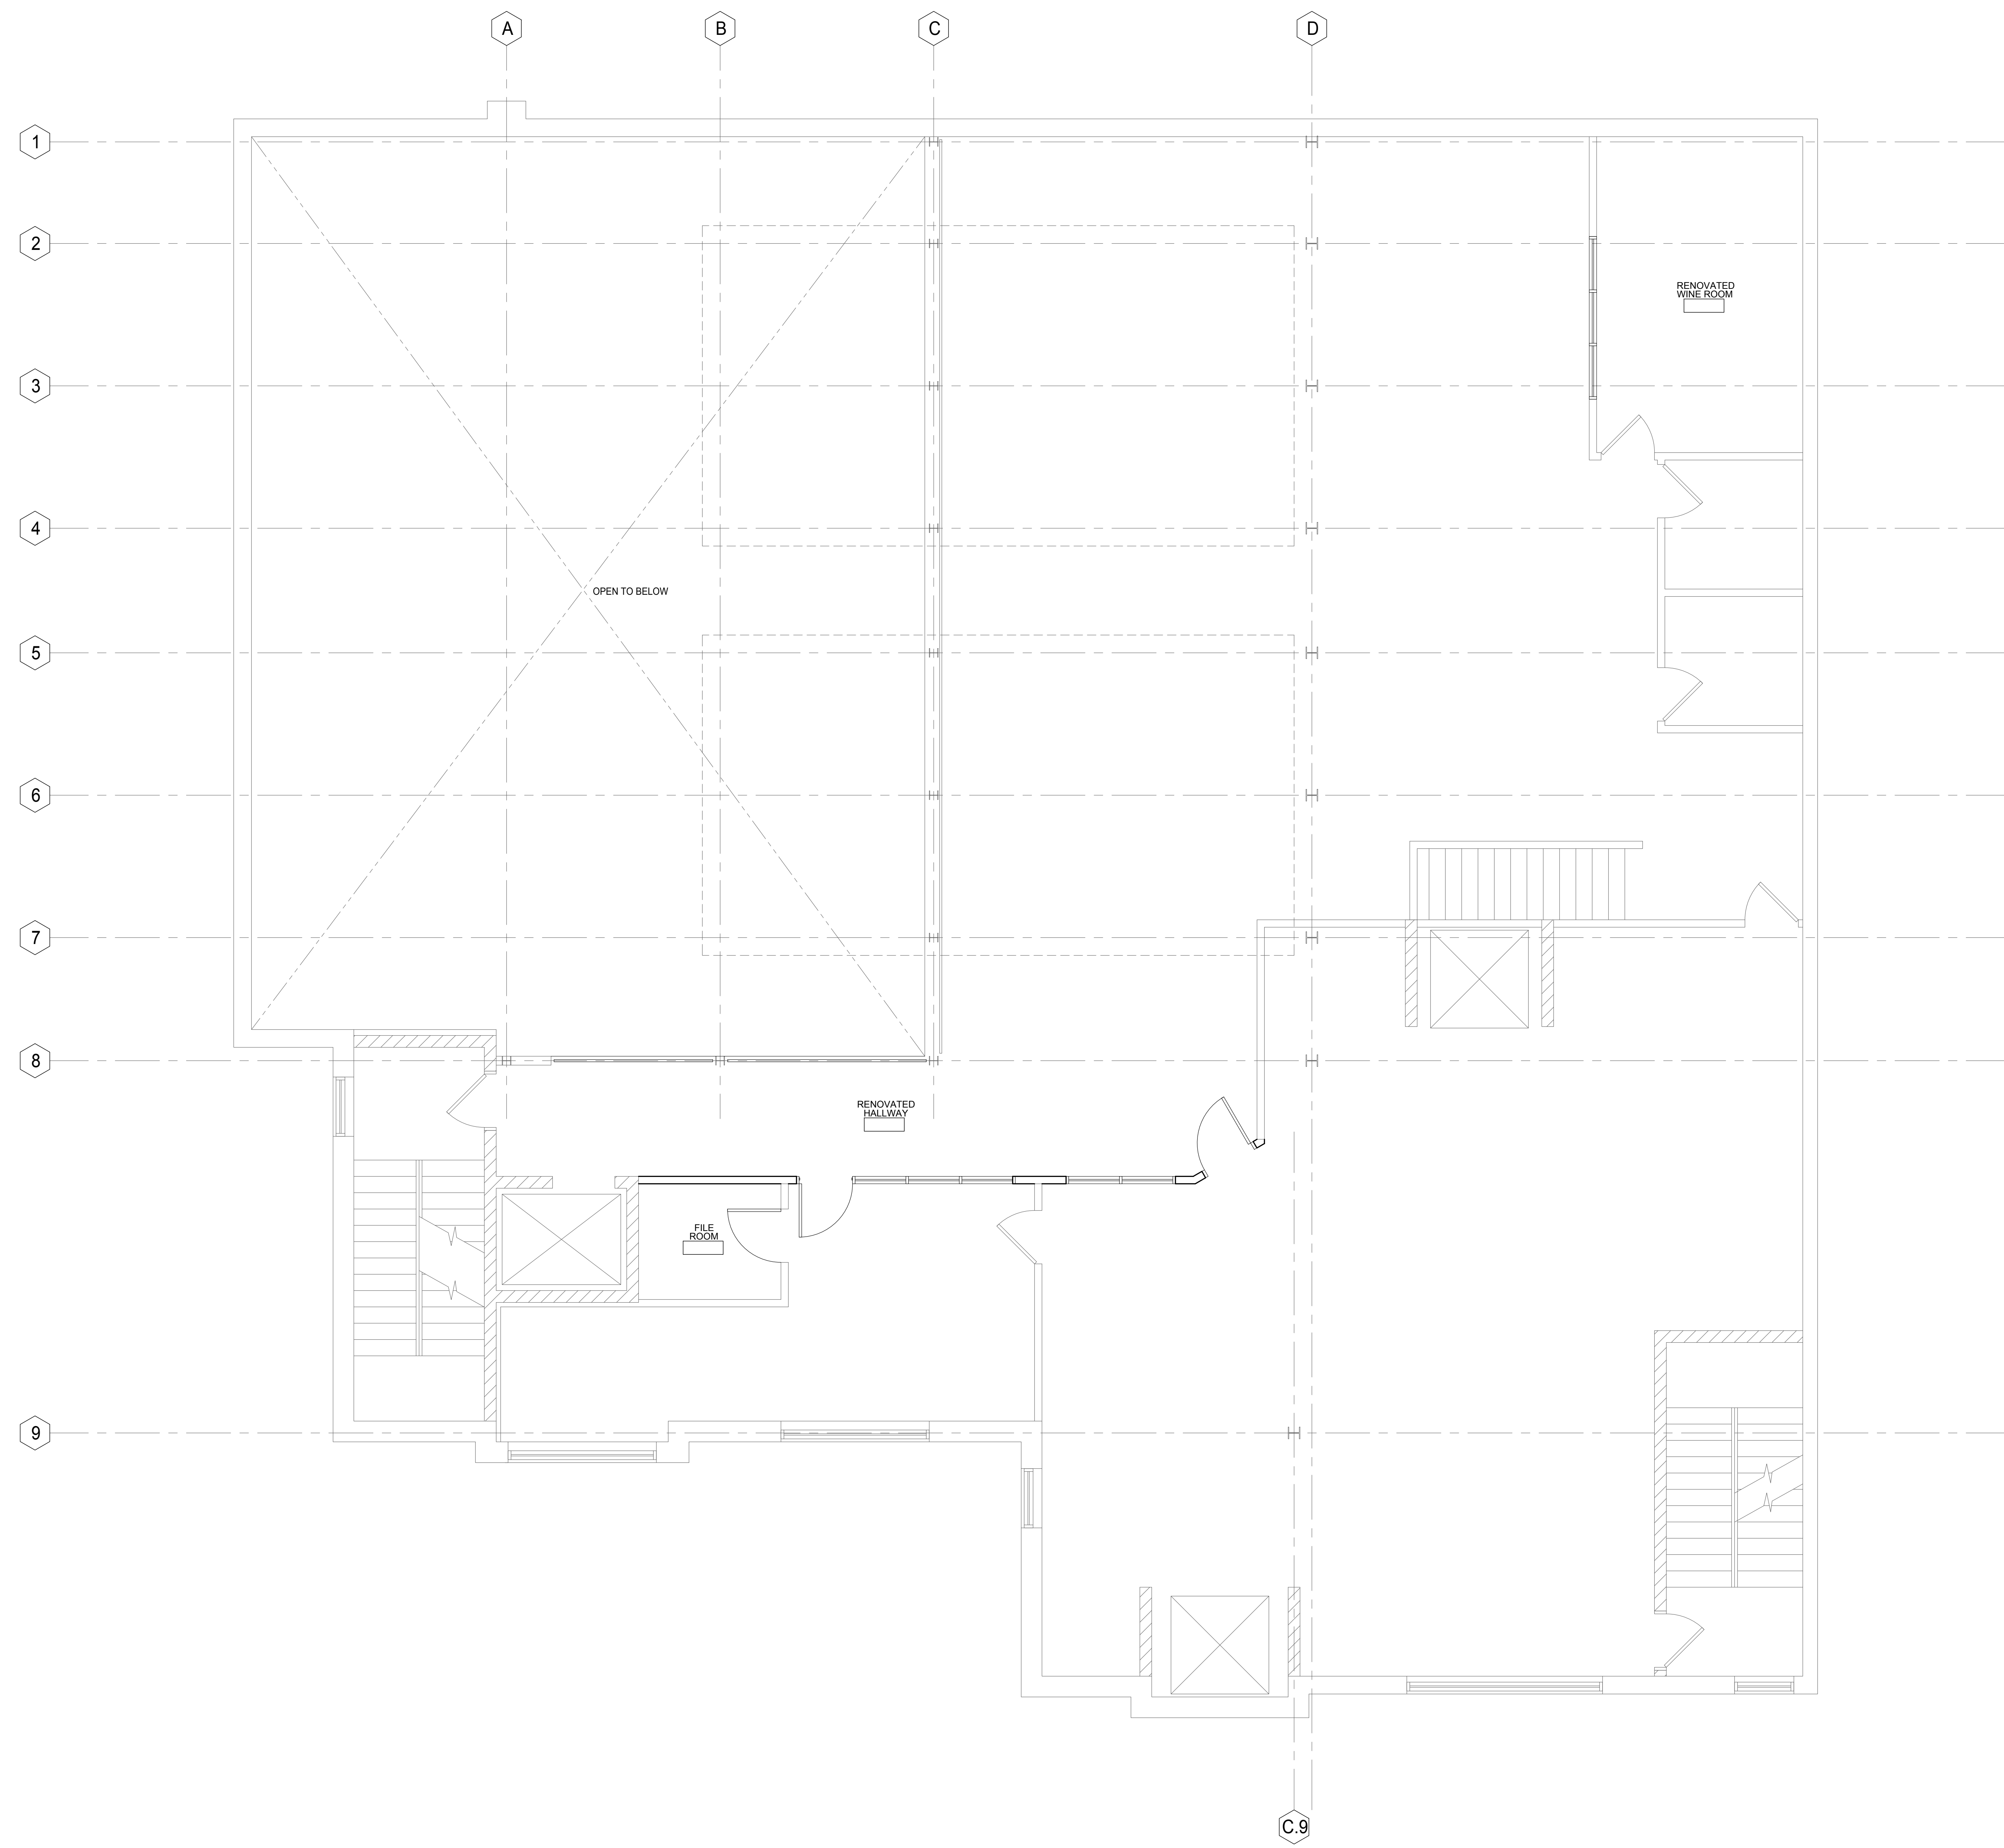 A
B
C
D
1
2
RENOVATED
WINE ROOM
3
4
OPEN TO BELOW
5
6
7
8
RENOVATED
HALLWAY
FILE
ROOM
9
C.9